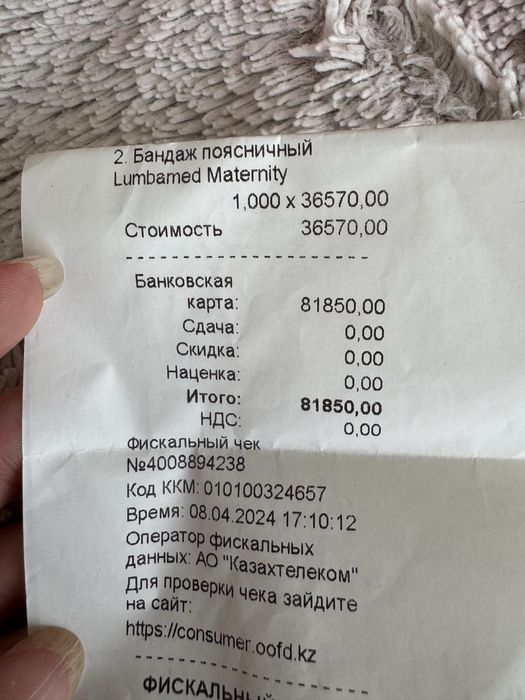 2. Бандаж поясничный
Lumbamed Maternity
1,000 x 36570,00
Стоимость 36570,00
Банковская
карта: 81850,00
Сдача: 0,00
Скидка: 0,00
Наценка: 0,00
Итого: 81850,00
НДС: 0,00
Фискальный чек
№4008894238
Код ККМ: 010100324657
Время: 08.04.2024 17:10:12
Оператор фискальных
данных: АО "Казахтелеком"
Для проверки чека зайдите
на сайт:
https://consumer.oofd.kz